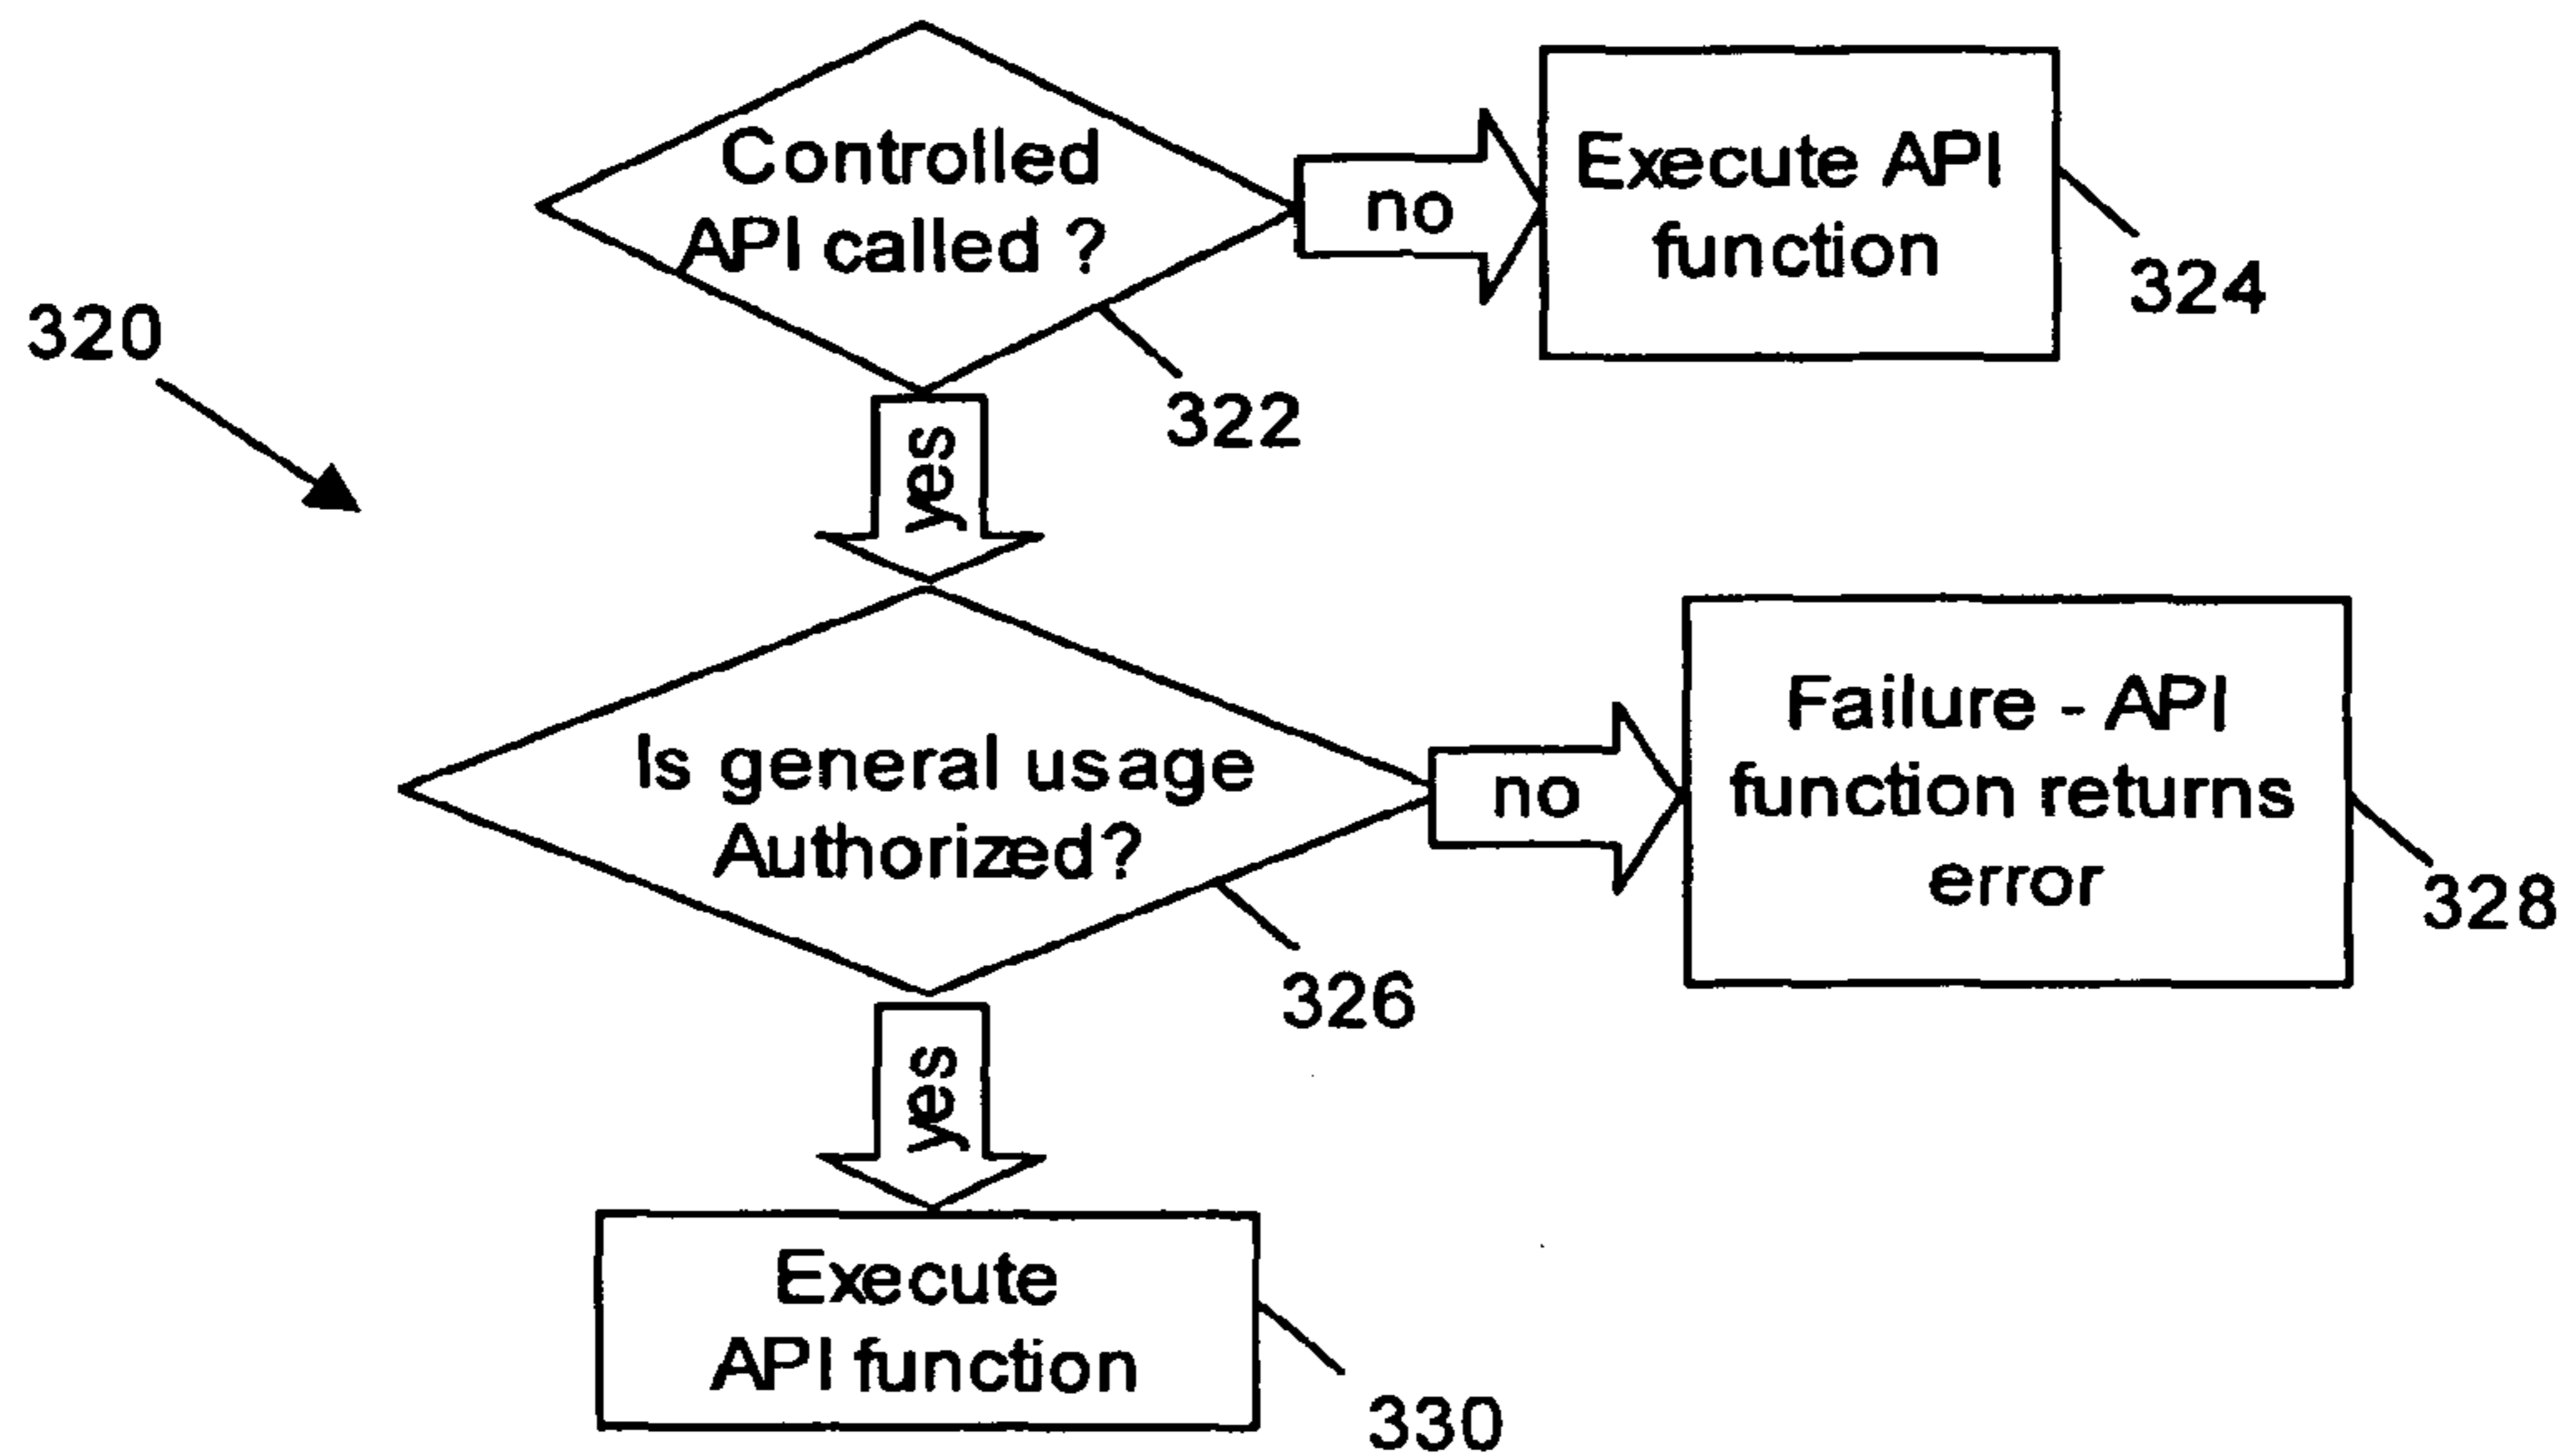 Controlled
API called ?
no
Execute API
function
324
320
322
yes
Is general usage
Authorized?
no
Failure - API
function returns
error
328
326
yes
Execute
API function
330